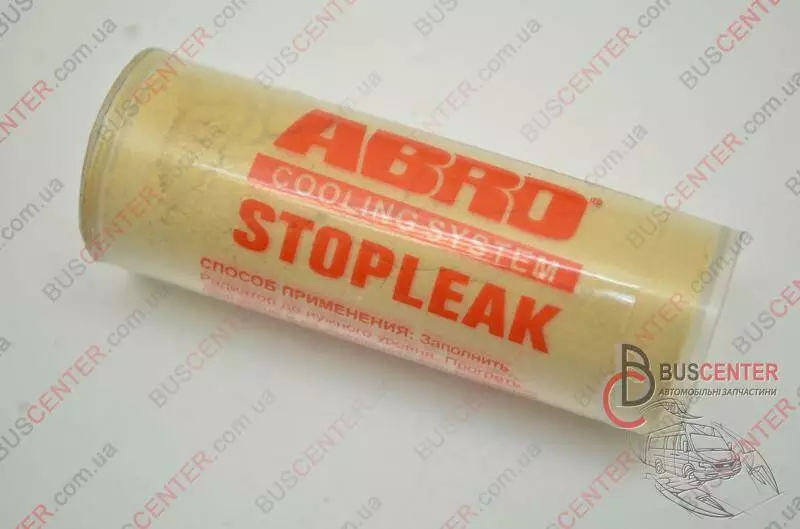 ABRO
COOLING SYSTEM
STOPLEAK
СПОСОБ ПРИМЕНЕНИЯ: Заполнить
Радиатор до нужного уровня. Прогреть
BUSCENTER
АВТОМОБІЛЬНІ ЗАПЧАСТИНИ
BUSCENTER.com.ua